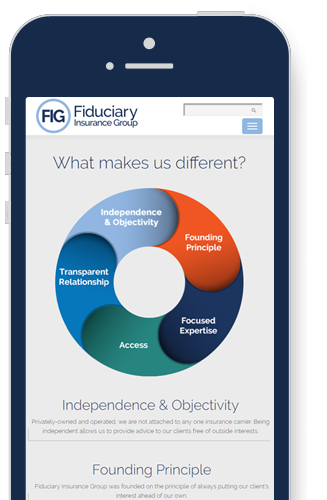 FIG
Fiduciary
Insurance Group
What makes us different?
Independence
& Objectivity
Founding
Principle
Transparent
Relationship
Focused
Expertise
Access
Independence & Objectivity
Privately-owned and operated, we are not attached to any one insurance carrier. Being
independent allows us to provide advice to our clients free of outside interests.
Founding Principle
Fiduciary Insurance Group was founded on the principle of always putting our client's
interest ahead of our own.